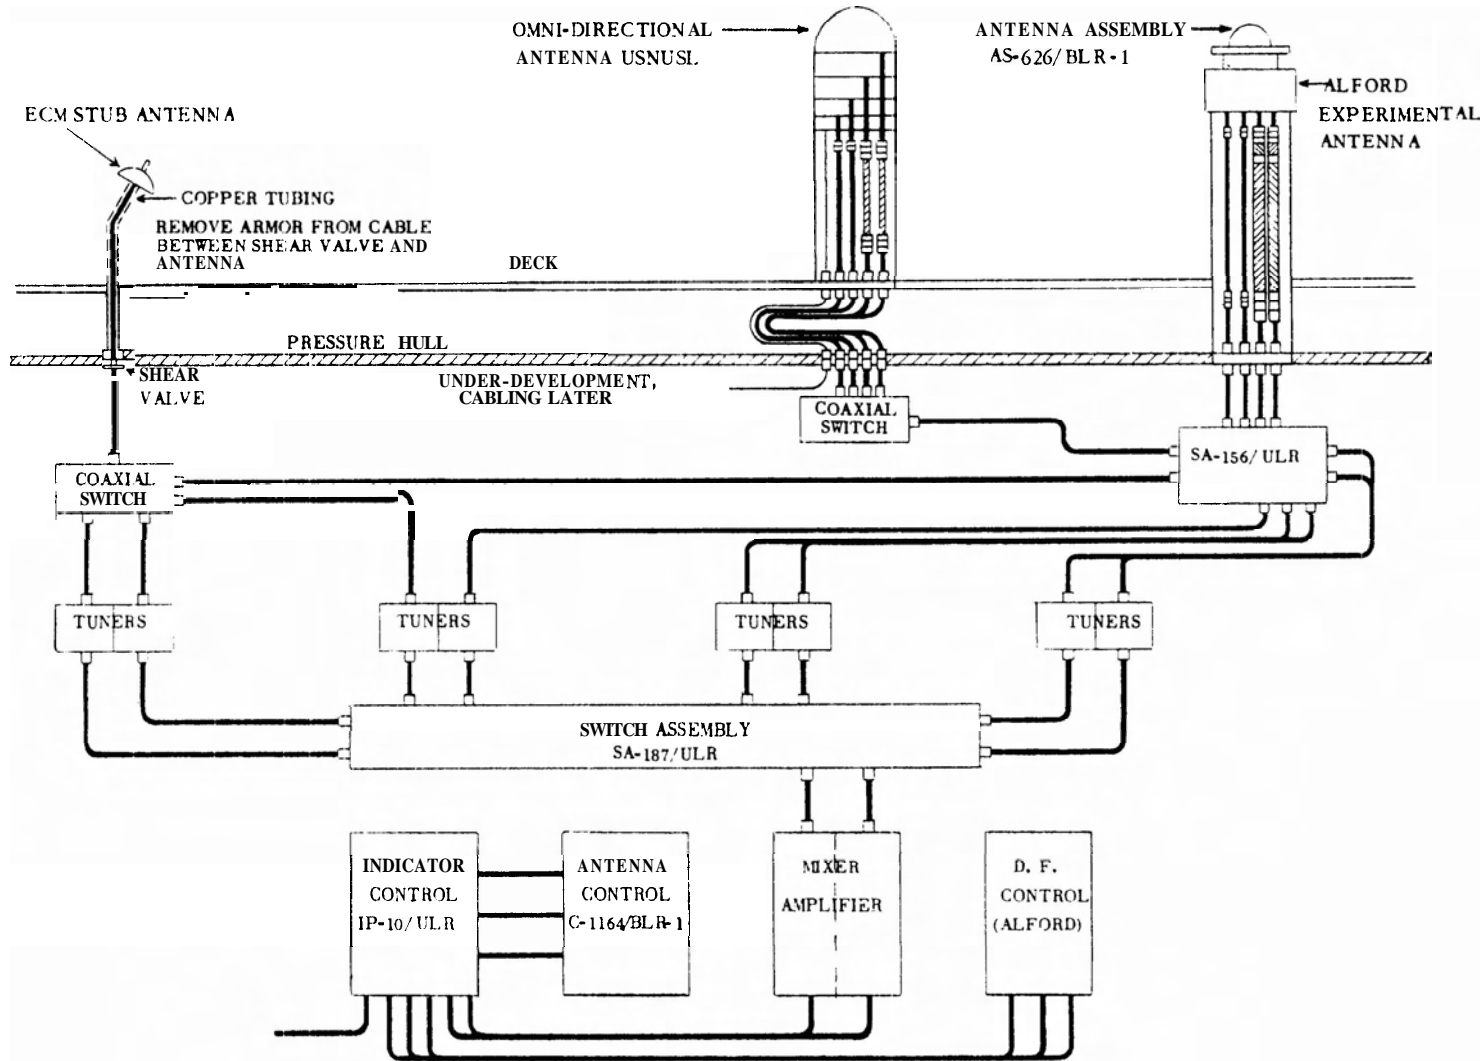 OMNI-DIRECTIONAL
ANTENNA USNUSL
ANTENNA ASSEMBLY
AS-626/BLR-1
ALFORD
EXPERIMENTAL
ANTENNA
ECM STUB ANTENNA
COPPER TUBING
REMOVE ARMOR FROM CABLE
BETWEEN SHEAR VALVE AND
ANTENNA
DECK
PRESSURE HULL
SHEAR
VALVE
UNDER-DEVELOPMENT,
CABLING LATER
COAXIAL
SWITCH
SA-156/ULR
COAXIAL
SWITCH
TUNERS
TUNERS
TUNERS
TUNERS
SWITCH ASSEMBLY
SA-187/ULR
INDICATOR
CONTROL
IP-10/ULR
ANTENNA
CONTROL
C-1164/BLR-1
MIXER
AMPLIFIER
D. F.
CONTROL
(ALFORD)